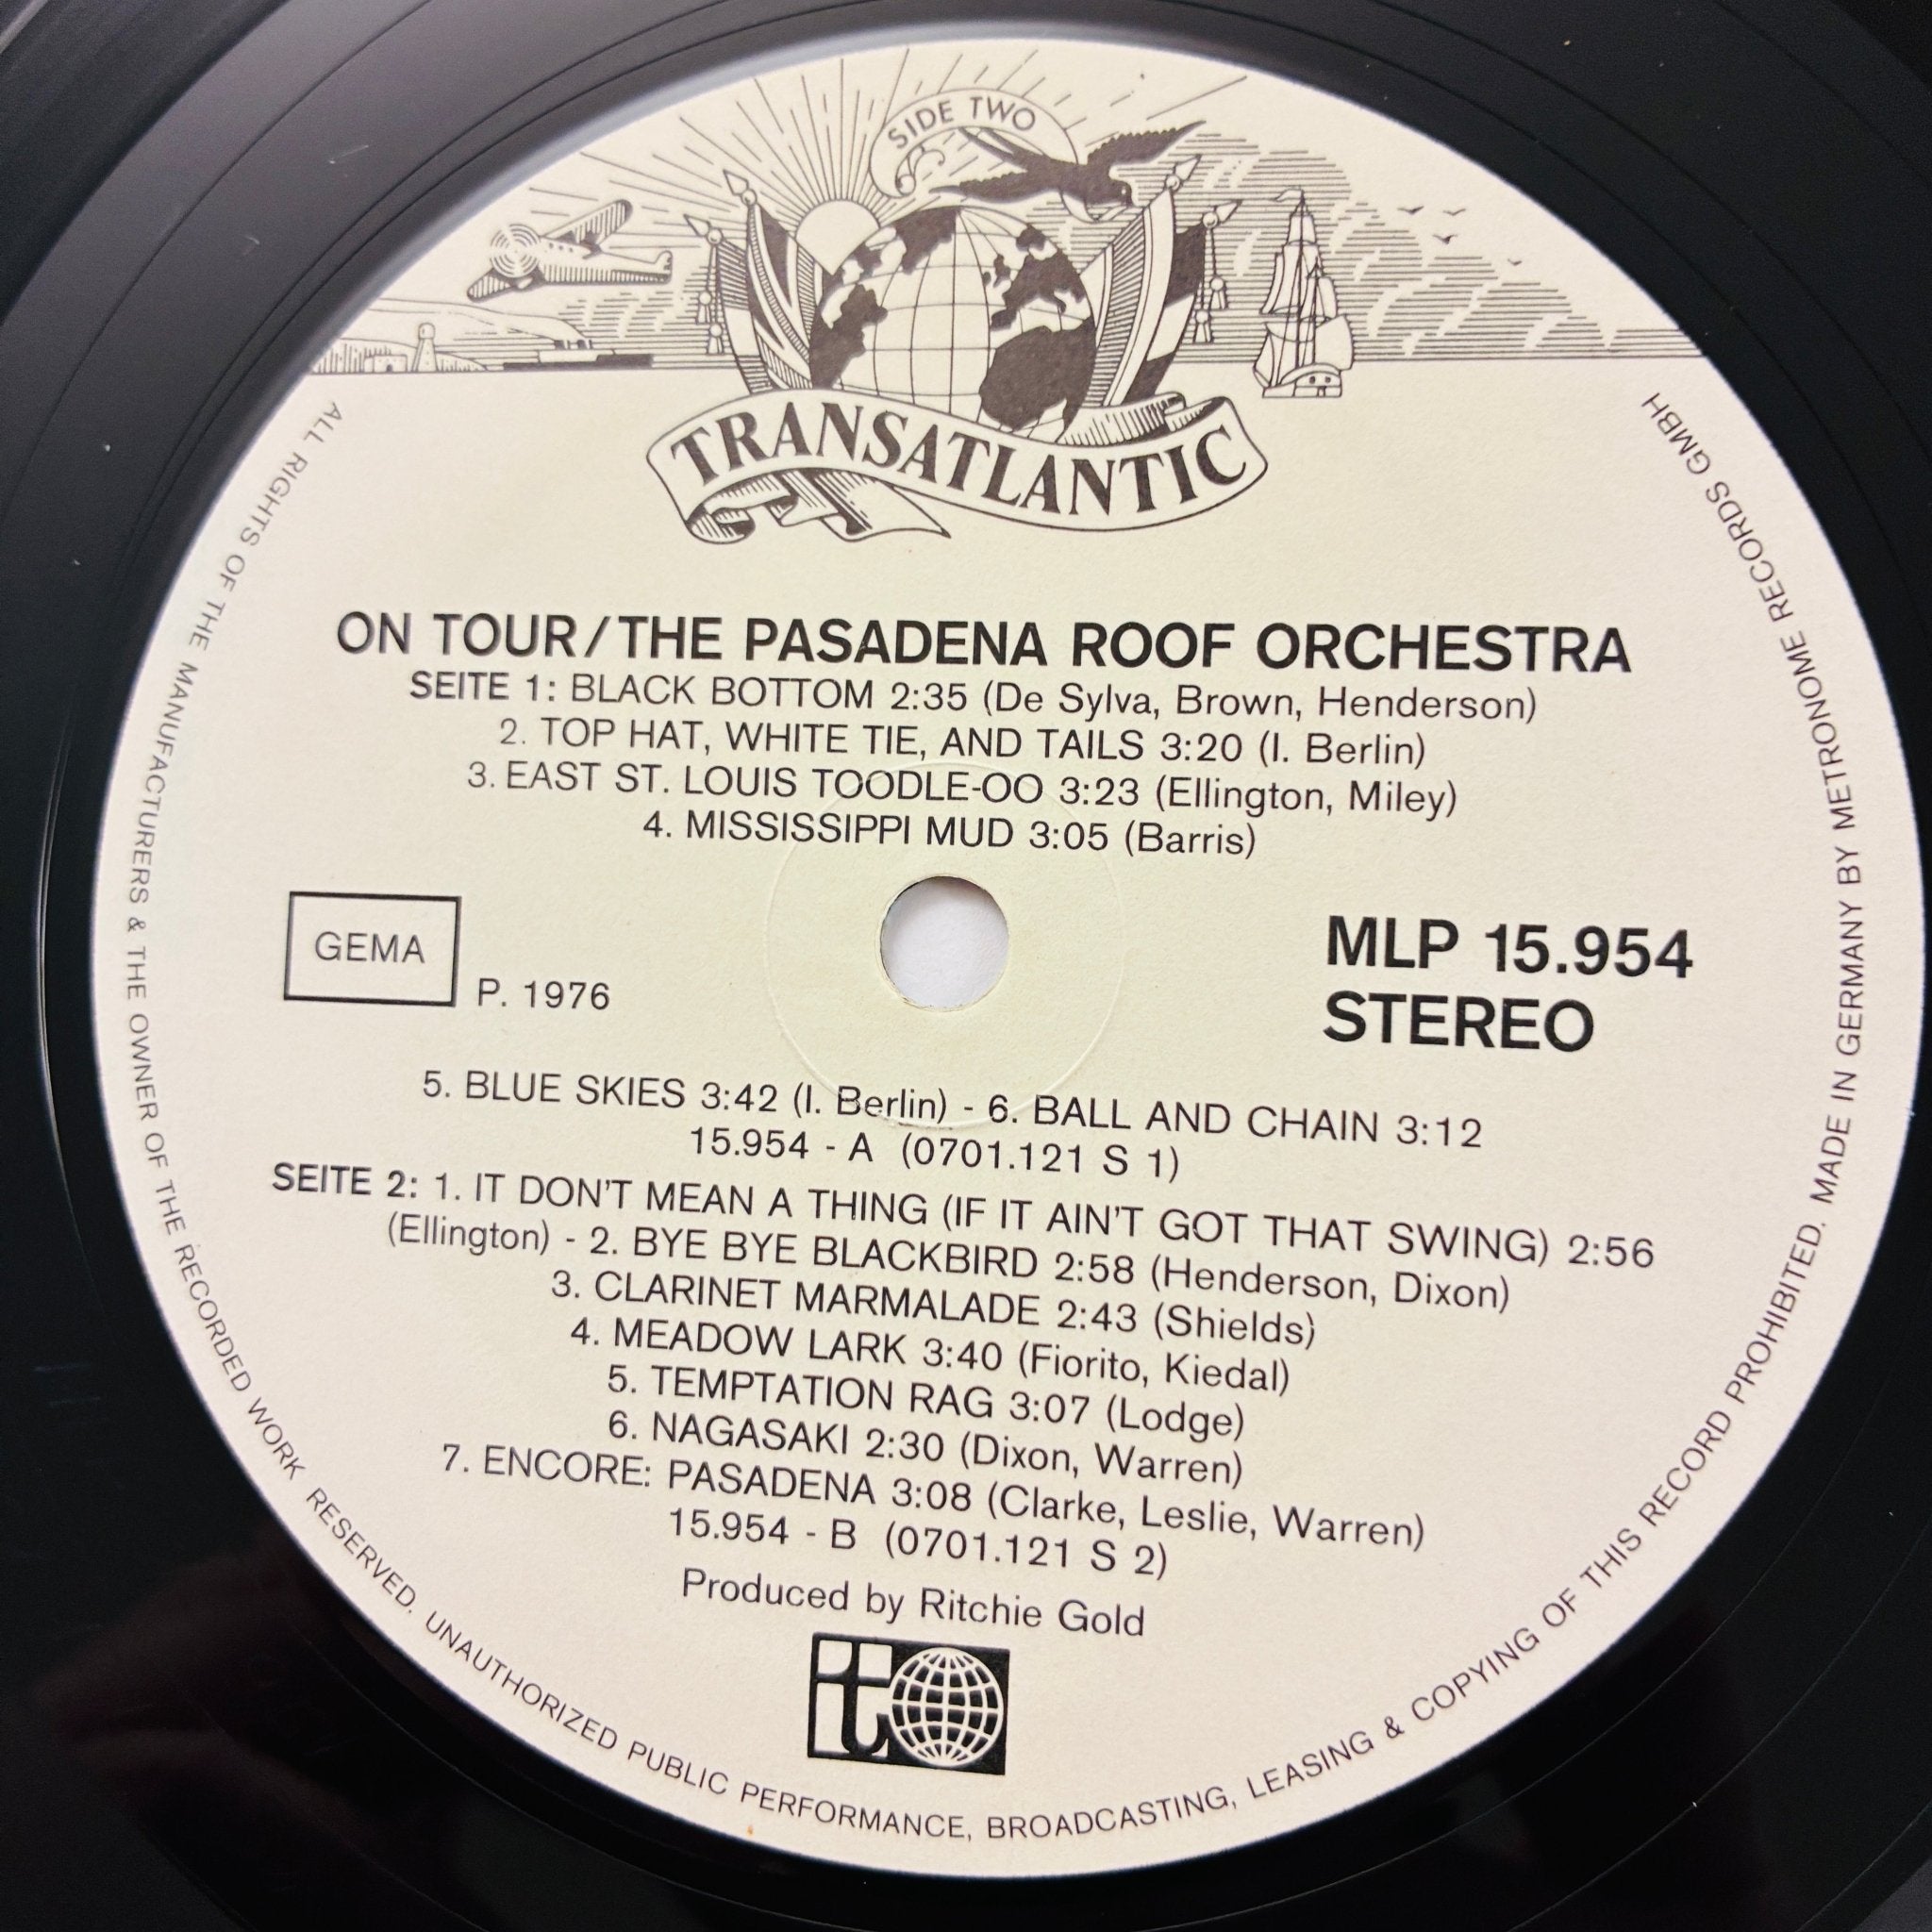 SIDE TWO
TRANSATLANTIC
ON TOUR/THE PASADENA ROOF ORCHESTRA
SEITE 1: BLACK BOTTOM 2:35 (De Sylva, Brown, Henderson)
2. TOP HAT, WHITE TIE, AND TAILS 3:20 (I. Berlin)
3. EAST ST. LOUIS TOODLE-OO 3:23 (Ellington, Miley)
4. MISSISSIPPI MUD 3:05 (Barris)
GEMA
P. 1976
MLP 15.954
STEREO
5. BLUE SKIES 3:42 (I. Berlin) - 6. BALL AND CHAIN 3:12
15.954 - A (0701.121 S 1)
SEITE 2: 1. IT DON'T MEAN A THING (IF IT AIN'T GOT THAT SWING) 2:56
(Ellington) - 2. BYE BYE BLACKBIRD 2:58 (Henderson, Dixon)
3. CLARINET MARMALADE 2:43 (Shields)
4. MEADOW LARK 3:40 (Fiorito, Kiedal)
5. TEMPTATION RAG 3:07 (Lodge)
6. NAGASAKI 2:30 (Dixon, Warren)
7. ENCORE: PASADENA 3:08 (Clarke, Leslie, Warren)
15.954 - B (0701.121 S 2)
Produced by Ritchie Gold
it
ALL RIGHTS OF THE MANUFACTURERS & THE OWNER OF THE RECORDED WORK RESERVED. UNAUTHORIZED PUBLIC PERFORMANCE, BROADCASTING, LEASING & COPYING OF THIS RECORD PROHIBITED. MADE IN GERMANY BY METRONOME RECORDS GMBH